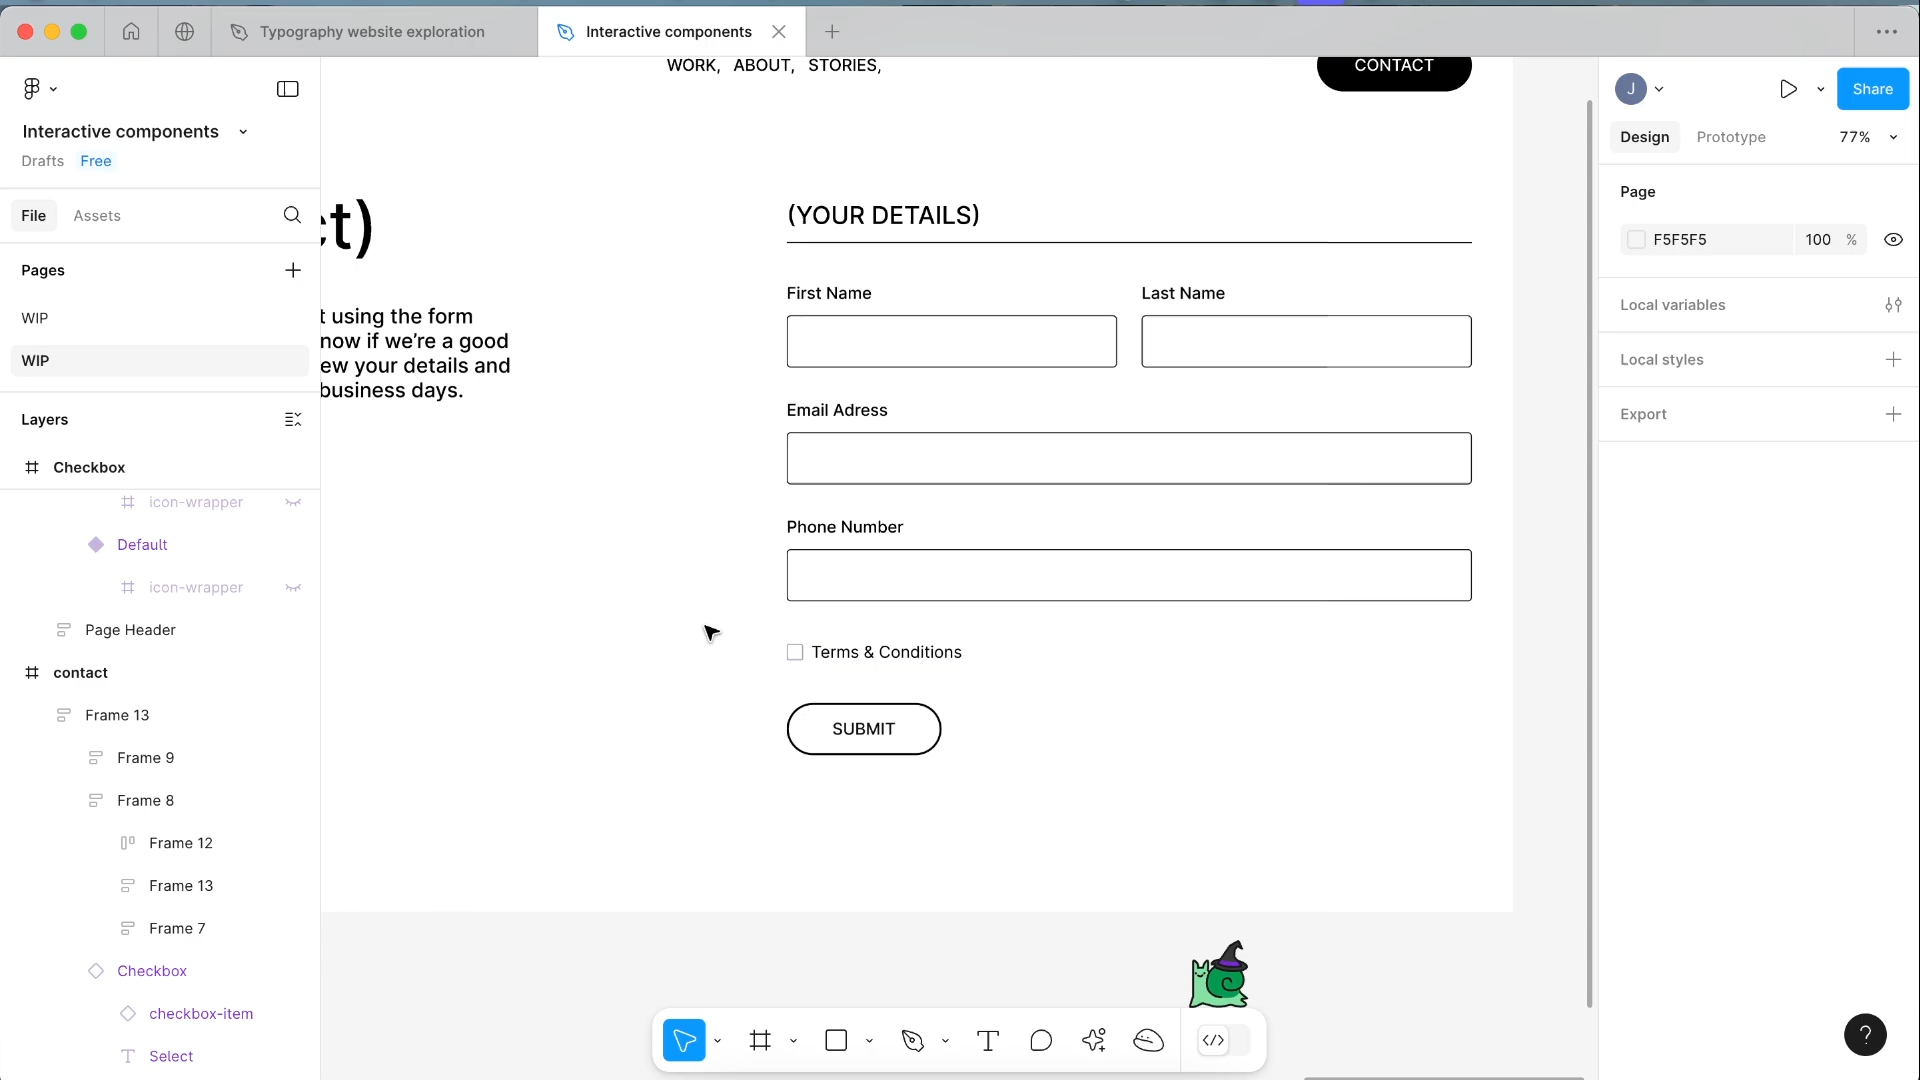 Typography website exploration
Interactive components
WORK, ABOUT, STORIES,
CONTACT
J
Share
Interactive components
Drafts Free
Design Prototype 77%
File Assets
Page
F5F5F5 100 %
Pages
WIP
WIP
Local variables
Local styles
Export
Layers
Checkbox
icon-wrapper
Default
icon-wrapper
Page Header
contact
Frame 13
Frame 9
Frame 8
Frame 12
Frame 13
Frame 7
Checkbox
checkbox-item
Select
ct)
t using the form
now if we're a good
ew your details and
business days.
(YOUR DETAILS)
First Name Last Name
Email Adress
Phone Number
Terms & Conditions
SUBMIT
?